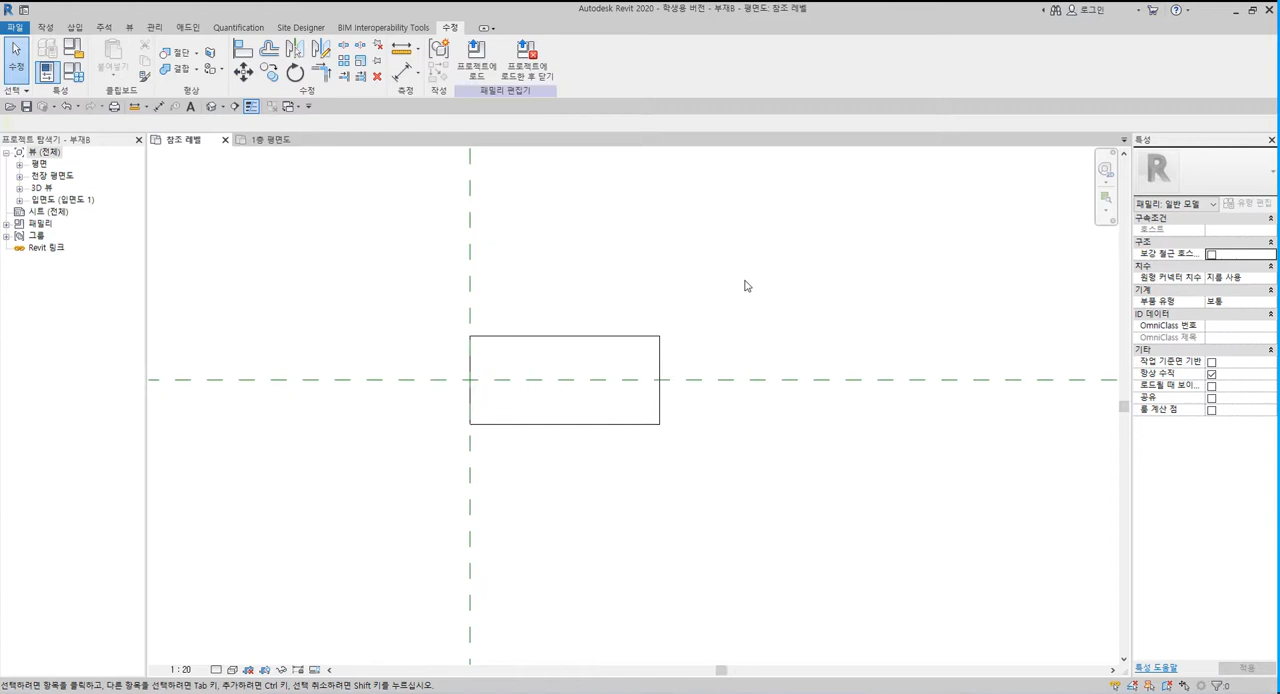 Autodesk Revit 2020 - 학생용 버전 - 부재B - 평면도: 참조 레벨
로그인
파일 작성 삽입 주석 뷰 관리 애드인 Quantification Site Designer BIM Interoperability Tools 수정
수정
붙여넣기
절단
결합
프로젝트에 로드
프로젝트에 로드한 후 닫기
선택 특성 클립보드 형상 수정 측정 작성 패밀리 편집기
프로젝트 탐색기 - 부재B
참조 레벨
1층 평면도
특성
뷰 (전체)
평면
천장 평면도
3D 뷰
입면도 (입면도 1)
시트 (전체)
패밀리
그룹
Revit 링크
패밀리: 일반 모델
유형 편집
구속조건
호스트
구조
보강 철근 호스...
치수
원형 커넥터 치수 지름 사용
기계
부품 유형 보통
ID 데이터
OmniClass 번호
OmniClass 제목
기타
작업 기준면 기반
항상 수직
로드될 때 보이...
공유
룸 계산 점
1 : 20
특성 도움말
적용
선택하려면 항목을 클릭하고, 다른 항목을 선택하려면 Tab 키, 추가하려면 Ctrl 키, 선택 취소하려면 Shift 키를 누르십시오.
:0